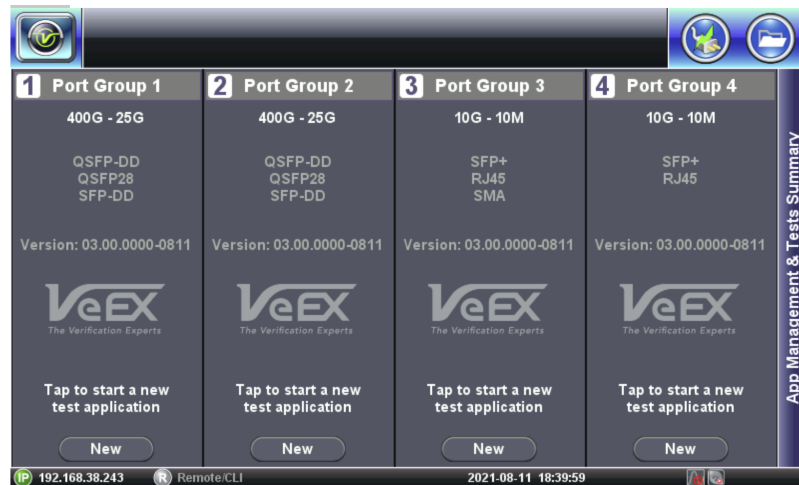 1 Port Group 1
400G - 25G
QSFP-DD
QSFP28
SFP-DD
Version: 03.00.0000-0811
VeEX
The Verification Experts
Tap to start a new
test application
New
2 Port Group 2
400G - 25G
QSFP-DD
QSFP28
SFP-DD
Version: 03.00.0000-0811
VeEX
The Verification Experts
Tap to start a new
test application
New
3 Port Group 3
10G - 10M
SFP+
RJ45
SMA
Version: 03.00.0000-0811
VeEX
The Verification Experts
Tap to start a new
test application
New
4 Port Group 4
10G - 10M
SFP+
RJ45
Version: 03.00.0000-0811
VeEX
The Verification Experts
Tap to start a new
test application
New
App Management & Tests Summary
IP 192.168.38.243 R Remote/CLI 2021-08-11 18:39:59